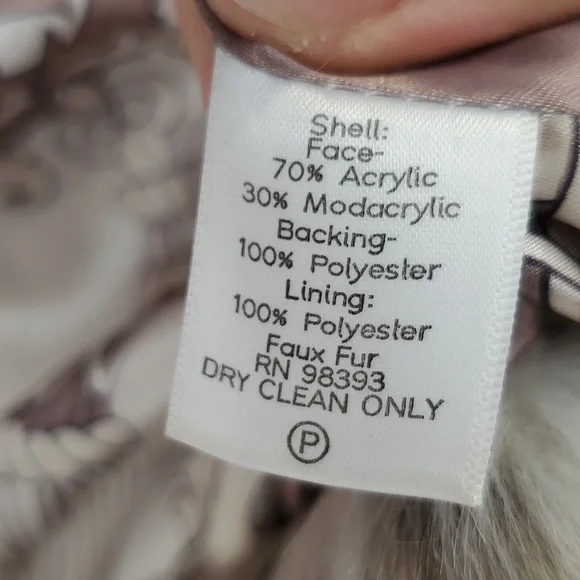 Shell:
Face-
70% Acrylic
30% Modacrylic
Backing-
100% Polyester
Lining:
100% Polyester
Faux Fur
RN 98393
DRY CLEAN ONLY
P